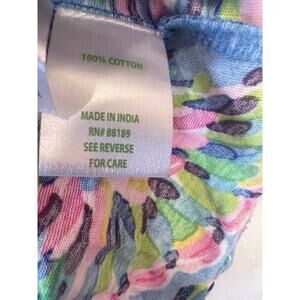 100% COTTON
MADE IN INDIA
RN# 88189
SEE REVERSE
FOR CARE